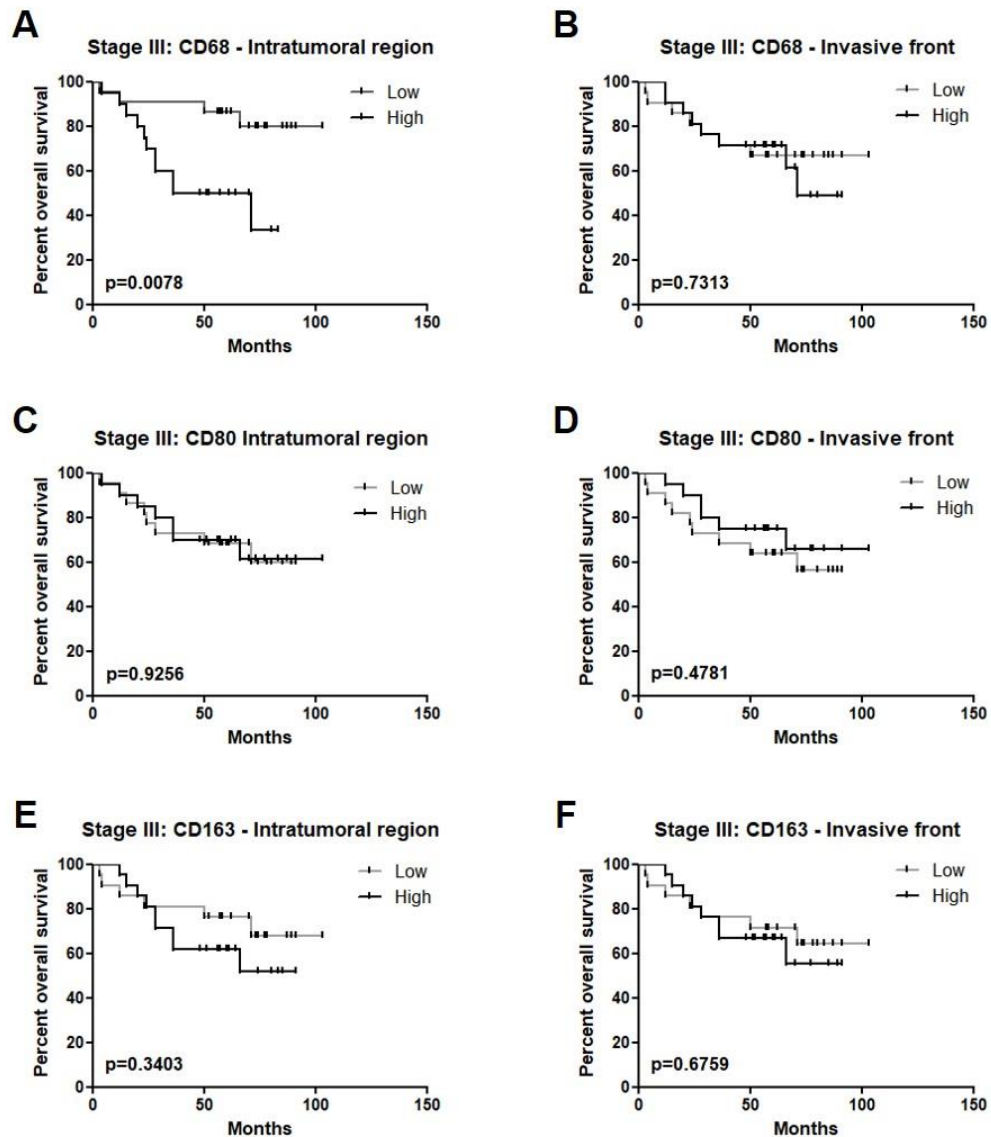 A
Stage III: CD68 - Intratumoral region
Percent overall survival
100
80
60
40
20
0
Low
High
p=0.0078
0 50 100 150
Months
B
Stage III: CD68 - Invasive front
Percent overall survival
100
80
60
40
20
0
Low
High
p=0.7313
0 50 100 150
Months
C
Stage III: CD80 Intratumoral region
Percent overall survival
100
80
60
40
20
0
Low
High
p=0.9256
0 50 100 150
Months
D
Stage III: CD80 - Invasive front
Percent overall survival
100
80
60
40
20
0
Low
High
p=0.4781
0 50 100 150
Months
E
Stage III: CD163 - Intratumoral region
Percent overall survival
100
80
60
40
20
0
Low
High
p=0.3403
0 50 100 150
Months
F
Stage III: CD163 - Invasive front
Percent overall survival
100
80
60
40
20
0
Low
High
p=0.6759
0 50 100 150
Months